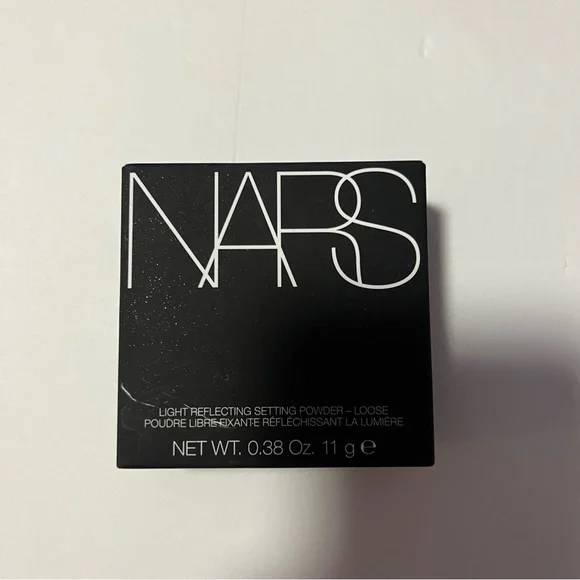 NARS
LIGHT REFLECTING SETTING POWDER – LOOSE
POUDRE LIBRE FIXANTE RÉFLÉCHISSANT LA LUMIÈRE
NET WT. 0.38 Oz. 11 g ℮